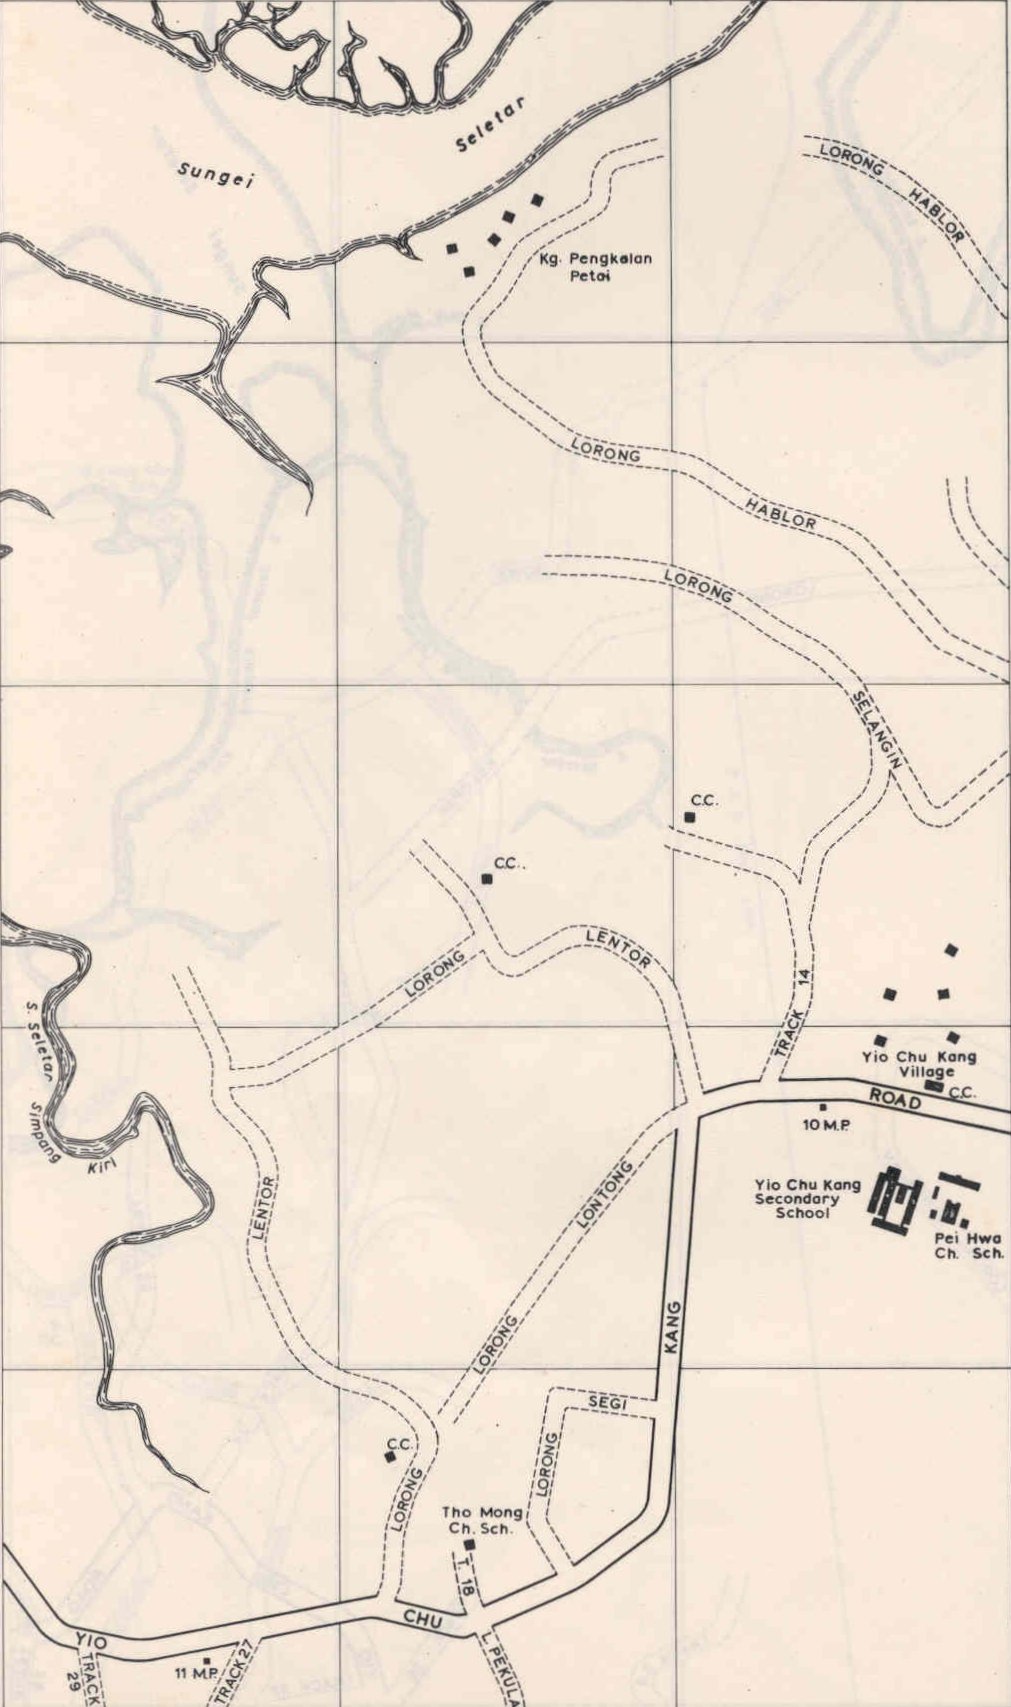 Sungei
Seletar
LORONG
HABLOR
Kg. Pengkalan
Petai
LORONG
HABLOR
LORONG
SELANGIN
C.C.
C.C.
LORONG
LENTOR
TRACK 14
S. Seletar
Simpang
Kiri
Yio Chu Kang
Village
C.C.
ROAD
10 M.P.
Yio Chu Kang
Secondary
School
Pei Hwa
Ch. Sch.
LENTOR
LONTONG
LORONG
KANG
SEGI
LORONG
C.C.
LORONG
Tho Mong
Ch. Sch.
T. 18
CHU
YIO
TRACK
29
11 M.P.
TRACK 27
L. PEKULA